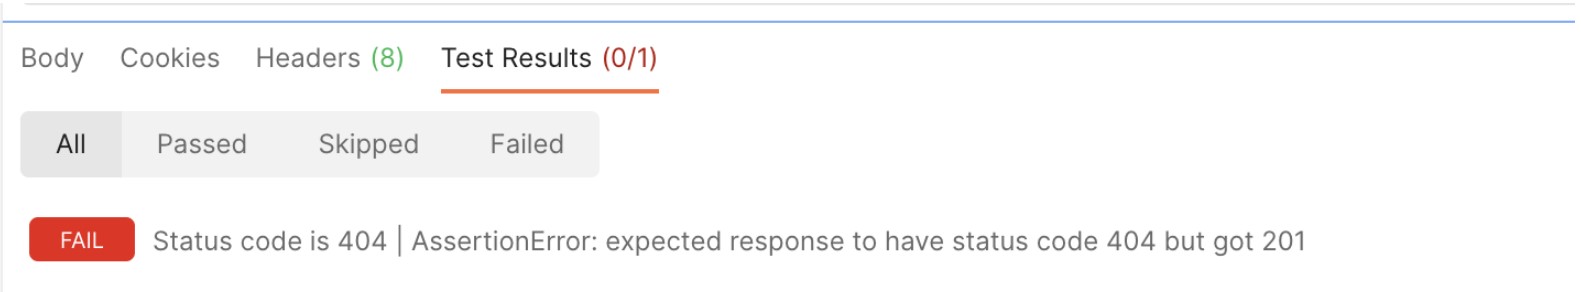 Body Cookies Headers (8) Test Results (0/1)
All Passed Skipped Failed
FAIL Status code is 404 | AssertionError: expected response to have status code 404 but got 201